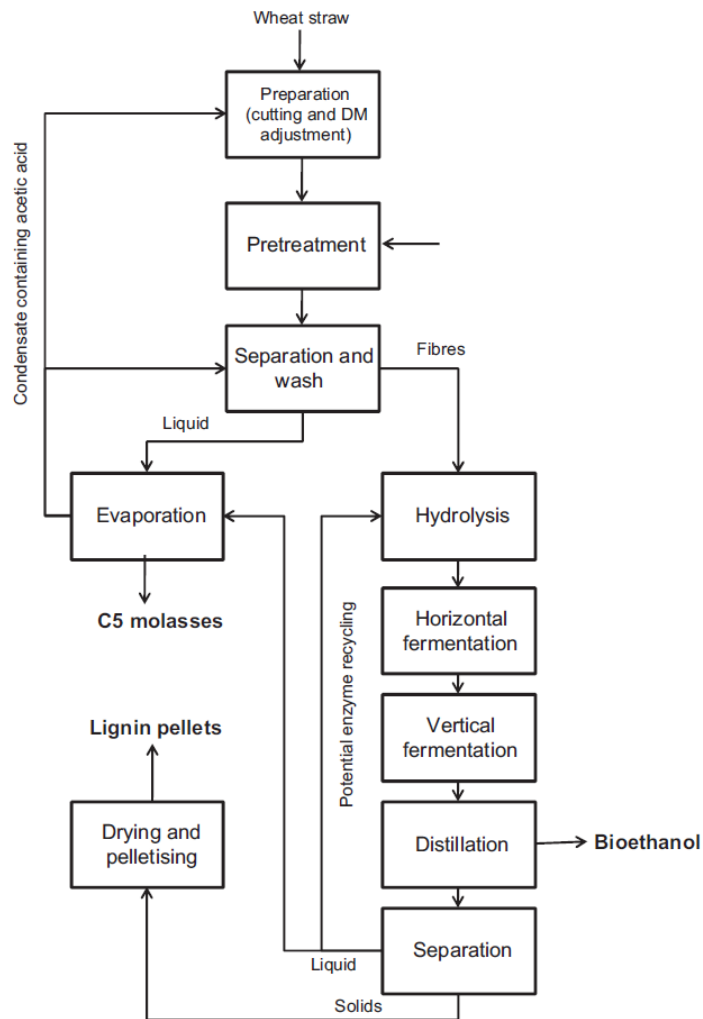 Wheat straw
Preparation
(cutting and DM
adjustment)
Condensate containing acetic acid
Pretreatment
Separation and
wash
Fibres
Liquid
Evaporation
Hydrolysis
C5 molasses
Horizontal
fermentation
Potential enzyme recycling
Vertical
fermentation
Lignin pellets
Drying and
pelletising
Distillation
Bioethanol
Separation
Liquid
Solids